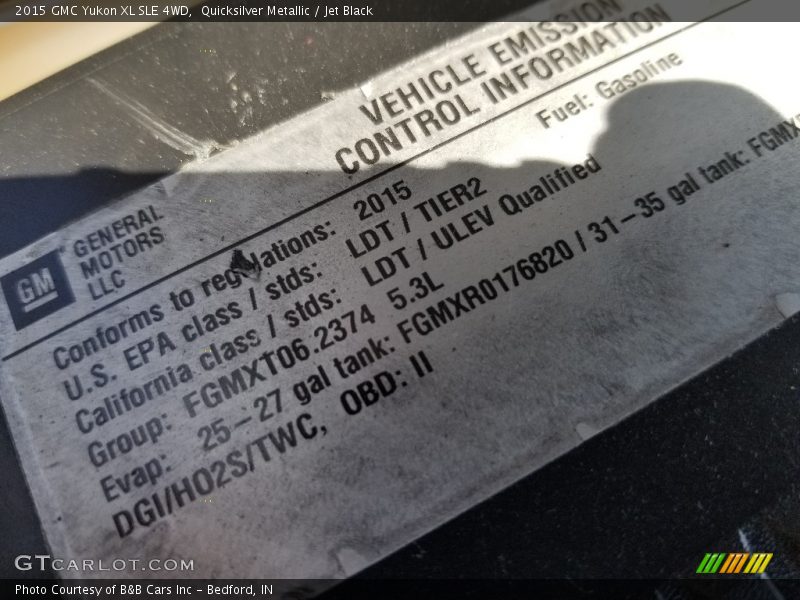 2015 GMC Yukon XL SLE 4WD, Quicksilver Metallic / Jet Black
VEHICLE EMISSION
CONTROL INFORMATION
GM
GENERAL
MOTORS
LLC
Fuel: Gasoline
Conforms to regulations: 2015
U.S. EPA class / stds: LDT / TIER2
California class / stds: LDT / ULEV Qualified
Group: FGMXT06.2374 5.3L
Evap: 25–27 gal tank: FGMXR0176820 / 31–35 gal tank: FGMX
DGI/HO2S/TWC, OBD: II
GTCARLOT.COM
Photo Courtesy of B&B Cars Inc – Bedford, IN